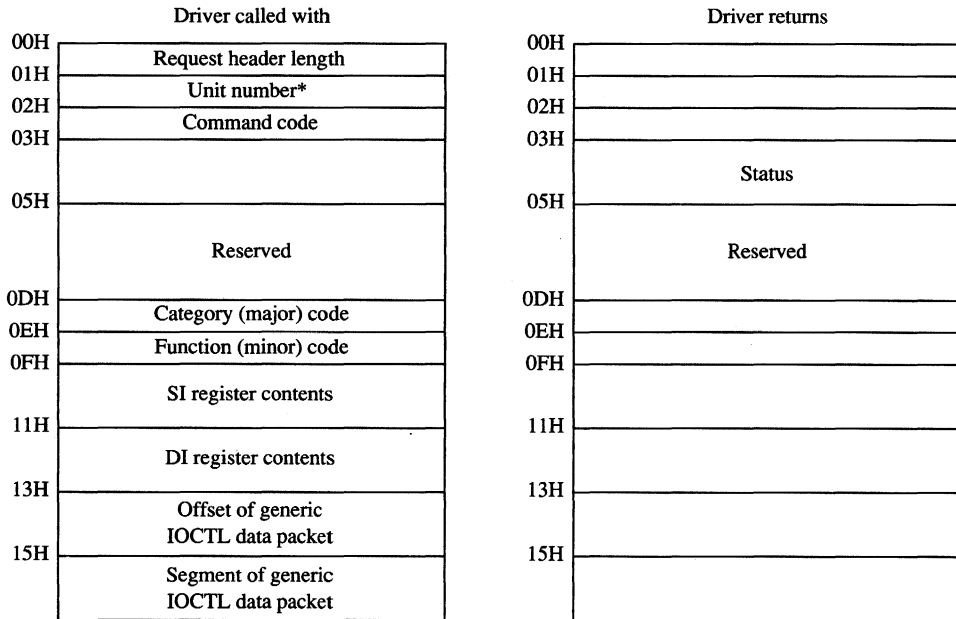 Driver called with
00H
Request header length
01H
Unit number*
02H
Command code
03H
05H
Reserved
0DH
Category (major) code
0EH
Function (minor) code
0FH
SI register contents
11H
DI register contents
13H
Offset of generic
IOCTL data packet
15H
Segment of generic
IOCTL data packet
Driver returns
00H
01H
02H
03H
Status
05H
Reserved
0DH
0EH
0FH
11H
13H
15H